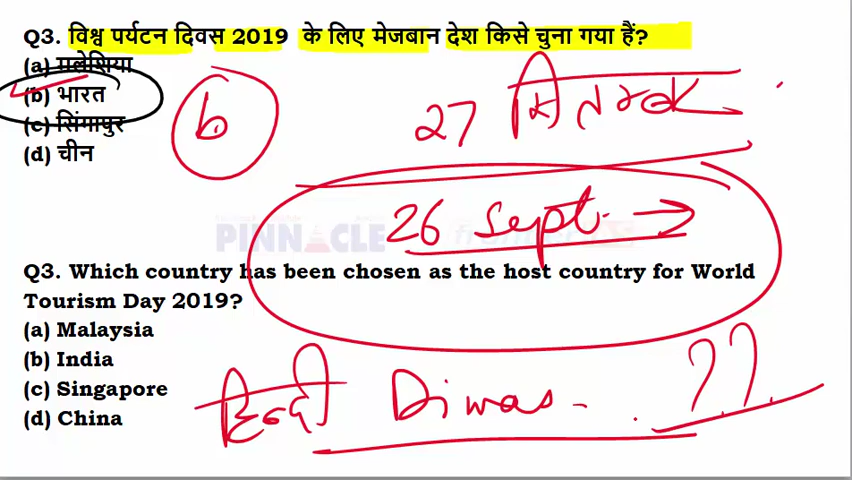 Q3. विश्व पर्यटन दिवस 2019 के लिए मेजबान देश किसे चुना गया हैं?
(a) मलेशिया
(b) भारत
(c) सिंगापुर
(d) चीन
b
27 सितम्बर
26 Sept. →
PINNACLE
Q3. Which country has been chosen as the host country for World
Tourism Day 2019?
(a) Malaysia
(b) India
(c) Singapore
(d) China
हिन्दी Diwas - ??